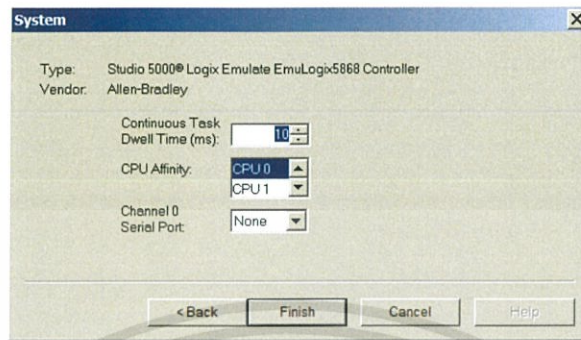 System
Type: Studio 5000® Logix Emulate EmuLogix5868 Controller
Vendor: Allen-Bradley
Continuous Task
Dwell Time (ms): 10
CPU Affinity: CPU 0
CPU 1
Channel 0
Serial Port: None
< Back Finish Cancel Help